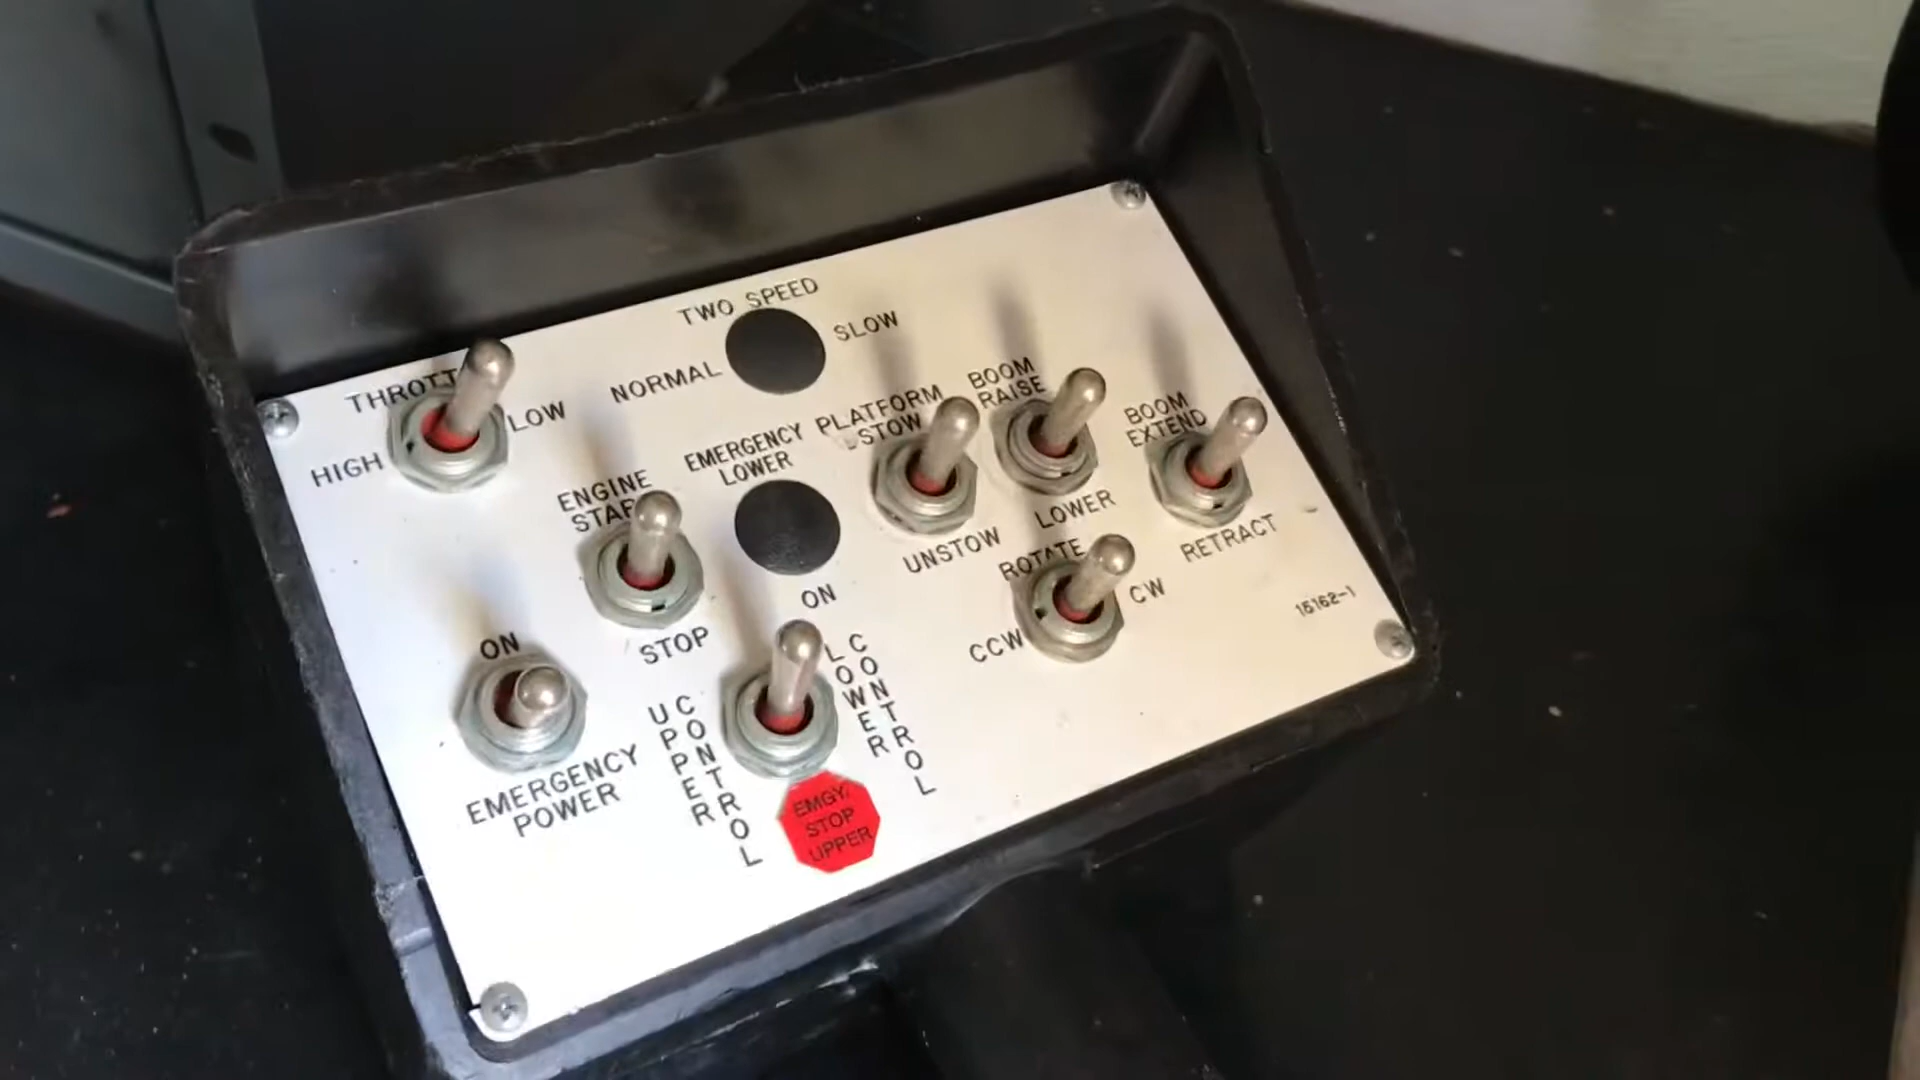 TWO SPEED
NORMAL
SLOW
THROTT
HIGH
LOW
ENGINE
STAR
STOP
EMERGENCY
LOWER
ON
PLATFORM
STOW
UNSTOW
BOOM
RAISE
LOWER
BOOM
EXTEND
RETRACT
ROTATE
CCW
CW
15162-1
ON
EMERGENCY
POWER
UPPER
CONTROL
LOWER
CONTROL
EMGY.
STOP
UPPER